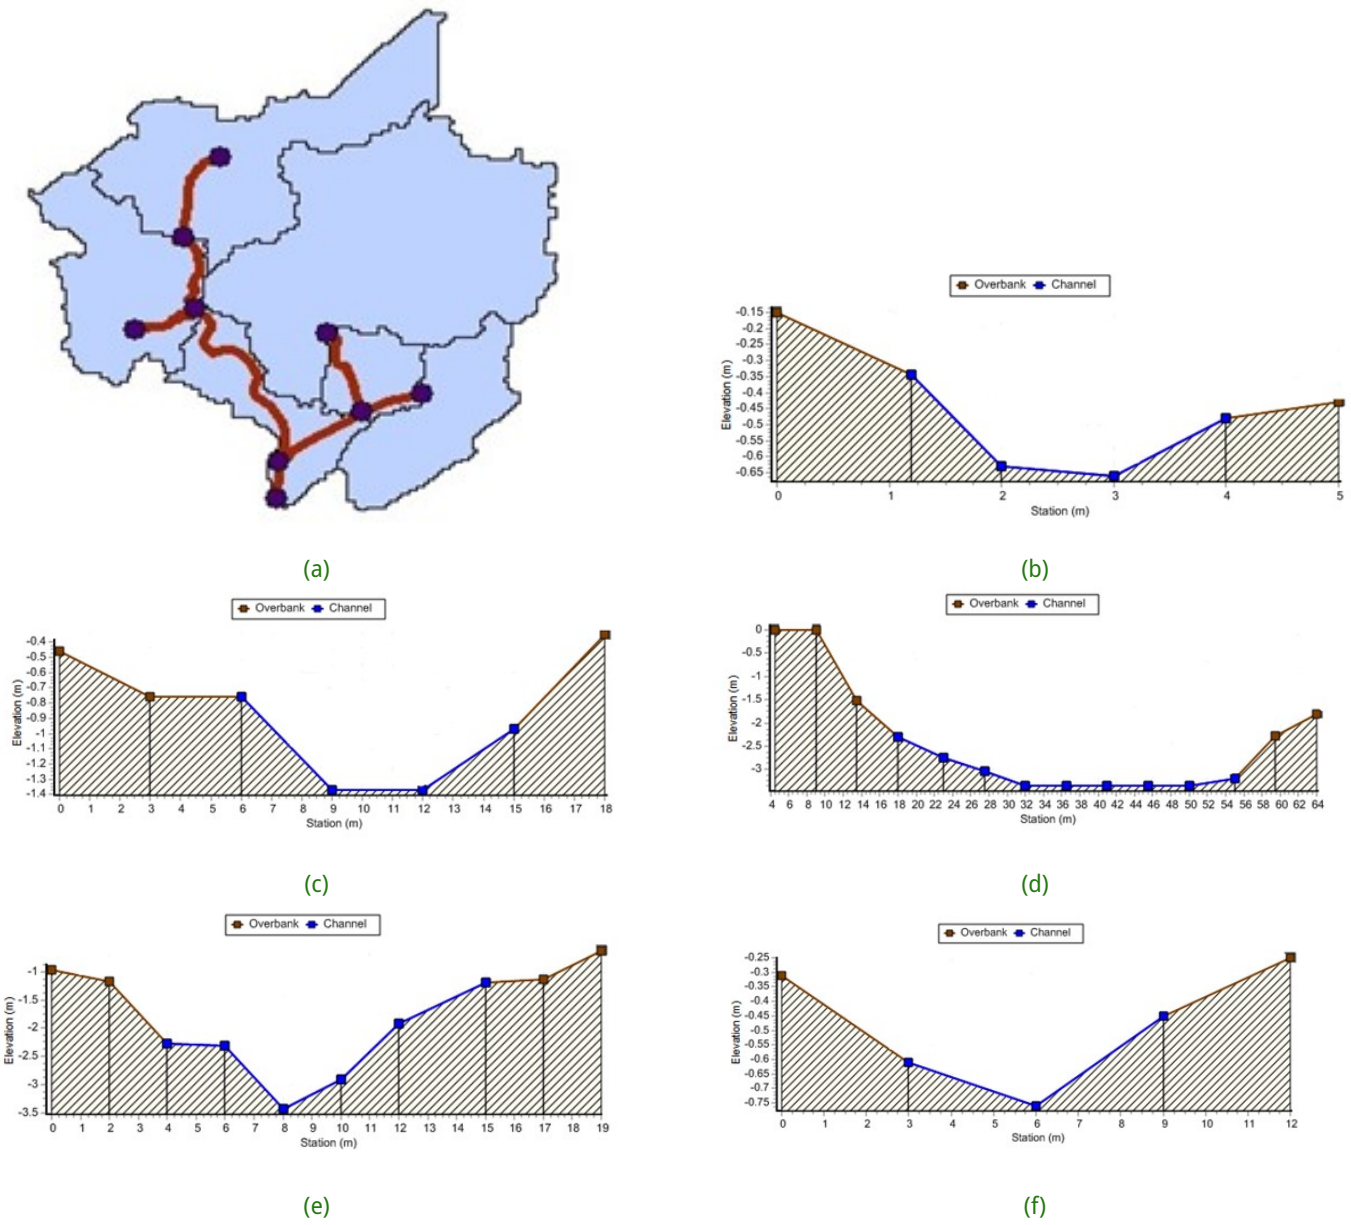 (a)
Overbank Channel
Elevation (m)
-0.15
-0.2
-0.25
-0.3
-0.35
-0.4
-0.45
-0.5
-0.55
-0.6
-0.65
0 1 2 3 4 5
Station (m)
(b)
Overbank Channel
Elevation (m)
-0.4
-0.5
-0.6
-0.7
-0.8
-0.9
-1
-1.1
-1.2
-1.3
-1.4
0 1 2 3 4 5 6 7 8 9 10 11 12 13 14 15 16 17 18
Station (m)
(c)
Overbank Channel
Elevation (m)
0
-0.5
-1
-1.5
-2
-2.5
-3
4 6 8 10 12 14 16 18 20 22 24 26 28 30 32 34 36 38 40 42 44 46 48 50 52 54 56 58 60 62 64
Station (m)
(d)
Overbank Channel
Elevation (m)
-1
-1.5
-2
-2.5
-3
-3.5
0 1 2 3 4 5 6 7 8 9 10 11 12 13 14 15 16 17 18 19
Station (m)
(e)
Overbank Channel
Elevation (m)
-0.25
-0.3
-0.35
-0.4
-0.45
-0.5
-0.55
-0.6
-0.65
-0.7
-0.75
0 1 2 3 4 5 6 7 8 9 10 11 12
Station (m)
(f)